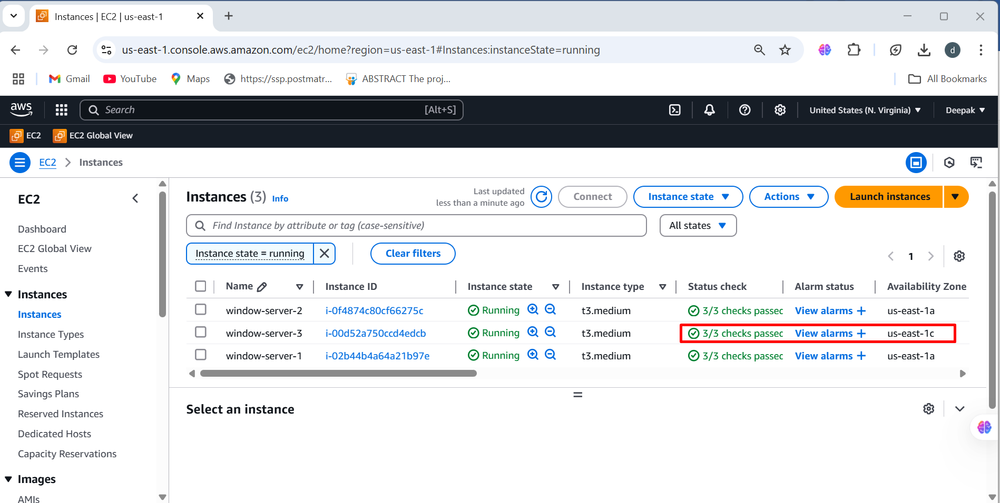 Instances | EC2 | us-east-1
us-east-1.console.aws.amazon.com/ec2/home?region=us-east-1#Instances:instanceState=running
d
Gmail YouTube Maps https://ssp.postmatr... ABSTRACT The proj... All Bookmarks
aws Search [Alt+S] United States (N. Virginia) Deepak
EC2 EC2 Global View
EC2 Instances
EC2
Dashboard
EC2 Global View
Events
Instances
Instances
Instance Types
Launch Templates
Spot Requests
Savings Plans
Reserved Instances
Dedicated Hosts
Capacity Reservations
Images
AMIs
Instances (3) Info
Last updated
less than a minute ago
Connect Instance state Actions Launch instances
Find Instance by attribute or tag (case-sensitive) All states
Instance state = running Clear filters
1
Name Instance ID Instance state Instance type Status check Alarm status Availability Zone
window-server-2 i-0f4874c80cf66275c Running t3.medium 3/3 checks passec View alarms + us-east-1a
window-server-3 i-00d52a750ccd4edcb Running t3.medium 3/3 checks passec View alarms + us-east-1c
window-server-1 i-02b44b4a64a21b97e Running t3.medium 3/3 checks passec View alarms + us-east-1a
Select an instance